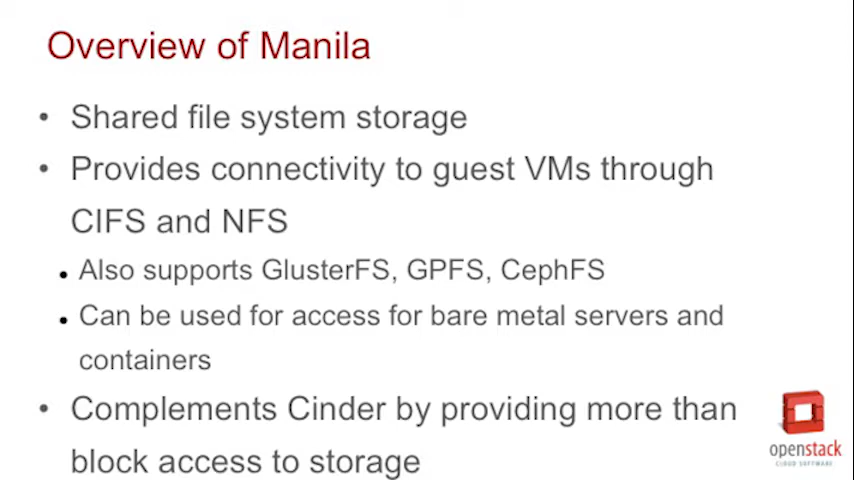 Overview of Manila
• Shared file system storage
• Provides connectivity to guest VMs through
CIFS and NFS
• Also supports GlusterFS, GPFS, CephFS
• Can be used for access for bare metal servers and
containers
• Complements Cinder by providing more than
block access to storage
openstack
CLOUD SOFTWARE